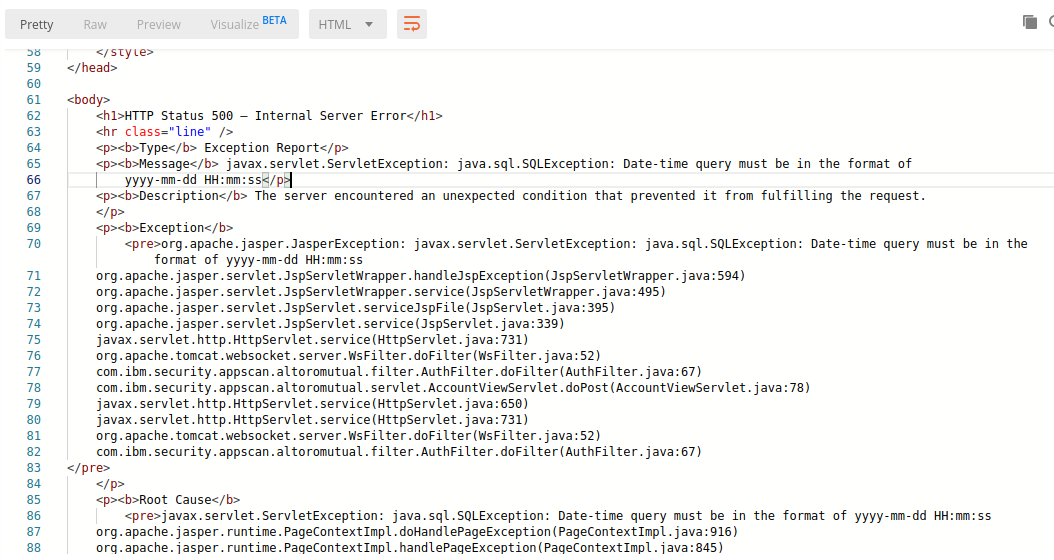 Pretty Raw Preview Visualize BETA HTML
58 </style>
59 </head>
60
61 <body>
62 <h1>HTTP Status 500 – Internal Server Error</h1>
63 <hr class="line" />
64 <p><b>Type</b> Exception Report</p>
65 <p><b>Message</b> javax.servlet.ServletException: java.sql.SQLException: Date-time query must be in the format of
66 yyyy-mm-dd HH:mm:ss</p>
67 <p><b>Description</b> The server encountered an unexpected condition that prevented it from fulfilling the request.
68 </p>
69 <p><b>Exception</b>
70 <pre>org.apache.jasper.JasperException: javax.servlet.ServletException: java.sql.SQLException: Date-time query must be in the
format of yyyy-mm-dd HH:mm:ss
71 org.apache.jasper.servlet.JspServletWrapper.handleJspException(JspServletWrapper.java:594)
72 org.apache.jasper.servlet.JspServletWrapper.service(JspServletWrapper.java:495)
73 org.apache.jasper.servlet.JspServlet.serviceJspFile(JspServlet.java:395)
74 org.apache.jasper.servlet.JspServlet.service(JspServlet.java:339)
75 javax.servlet.http.HttpServlet.service(HttpServlet.java:731)
76 org.apache.tomcat.websocket.server.WsFilter.doFilter(WsFilter.java:52)
77 com.ibm.security.appscan.altoromutual.filter.AuthFilter.doFilter(AuthFilter.java:67)
78 com.ibm.security.appscan.altoromutual.servlet.AccountViewServlet.doPost(AccountViewServlet.java:78)
79 javax.servlet.http.HttpServlet.service(HttpServlet.java:650)
80 javax.servlet.http.HttpServlet.service(HttpServlet.java:731)
81 org.apache.tomcat.websocket.server.WsFilter.doFilter(WsFilter.java:52)
82 com.ibm.security.appscan.altoromutual.filter.AuthFilter.doFilter(AuthFilter.java:67)
83 </pre>
84 </p>
85 <p><b>Root Cause</b>
86 <pre>javax.servlet.ServletException: java.sql.SQLException: Date-time query must be in the format of yyyy-mm-dd HH:mm:ss
87 org.apache.jasper.runtime.PageContextImpl.doHandlePageException(PageContextImpl.java:916)
88 org.apache.jasper.runtime.PageContextImpl.handlePageException(PageContextImpl.java:845)